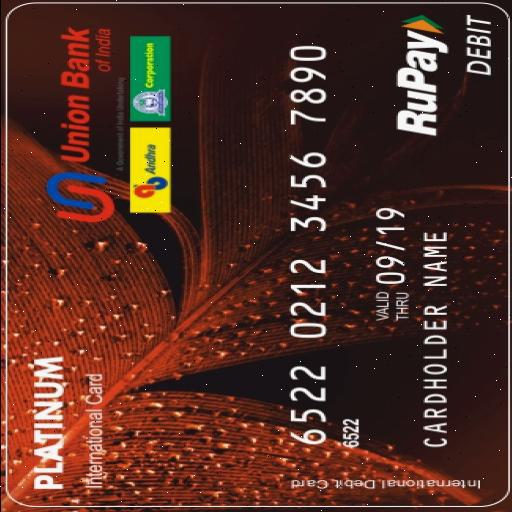 PLATINUM
International Card
Union Bank
of India
A Government of India Undertaking
Andhra
Corporation
6522 0212 3456 7890
6522
VALID
THRU
09/19
CARDHOLDER NAME
RuPay
DEBIT
International Debit Card